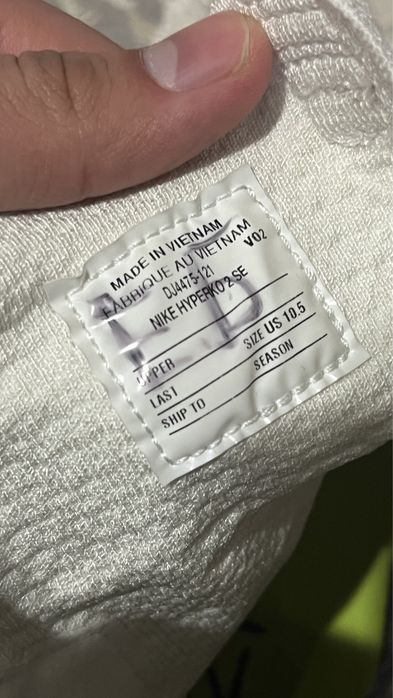 MADE IN VIETNAM
FABRIQUE AU VIETNAM
DJ4475-121 V02
NIKE HYPERKO 2 SE
UPPER SIZE US 10.5
LAST SEASON
SHIP TO